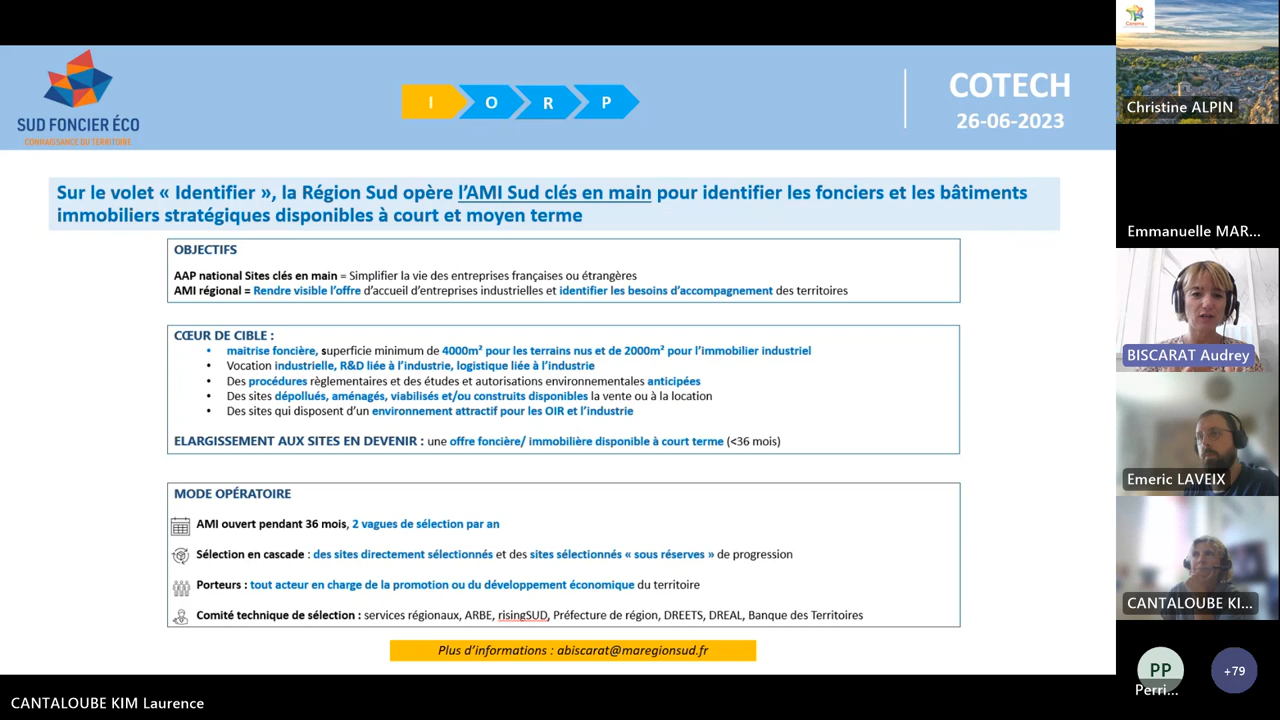 SUD FONCIER ÉCO
CONNAISSANCE DU TERRITOIRE
I O R P
COTECH
26-06-2023
Sur le volet « Identifier », la Région Sud opère l’AMI Sud clés en main pour identifier les fonciers et les bâtiments
immobiliers stratégiques disponibles à court et moyen terme
OBJECTIFS
AAP national Sites clés en main = Simplifier la vie des entreprises françaises ou étrangères
AMI régional = Rendre visible l’offre d’accueil d’entreprises industrielles et identifier les besoins d’accompagnement des territoires
CŒUR DE CIBLE :
• maitrise foncière, superficie minimum de 4000m² pour les terrains nus et de 2000m² pour l’immobilier industriel
• Vocation industrielle, R&D liée à l’industrie, logistique liée à l’industrie
• Des procédures règlementaires et des études et autorisations environnementales anticipées
• Des sites dépollués, aménagés, viabilisés et/ou construits disponibles la vente ou à la location
• Des sites qui disposent d’un environnement attractif pour les OIR et l’industrie
ELARGISSEMENT AUX SITES EN DEVENIR : une offre foncière/ immobilière disponible à court terme (<36 mois)
MODE OPÉRATOIRE
AMI ouvert pendant 36 mois, 2 vagues de sélection par an
Sélection en cascade : des sites directement sélectionnés et des sites sélectionnés « sous réserves » de progression
Porteurs : tout acteur en charge de la promotion ou du développement économique du territoire
Comité technique de sélection : services régionaux, ARBE, risingSUD, Préfecture de région, DREETS, DREAL, Banque des Territoires
Plus d’informations : abiscarat@maregionsud.fr
CANTALOUBE KIM Laurence
Cerema
Christine ALPIN
Emmanuelle MAR...
BISCARAT Audrey
Emeric LAVEIX
CANTALOUBE KI...
PP
Perri...
+79